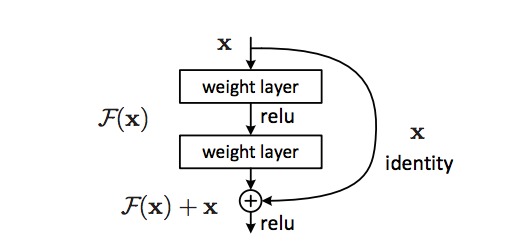 x
weight layer
relu
F(x)
weight layer
x
identity
F(x) + x
+
relu